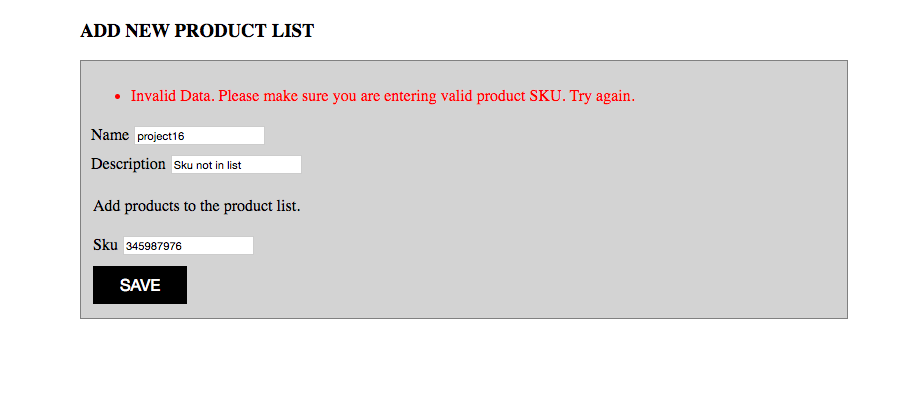 ADD NEW PRODUCT LIST
Invalid Data. Please make sure you are entering valid product SKU. Try again.
Name project16
Description Sku not in list
Add products to the product list.
Sku 345987976
SAVE